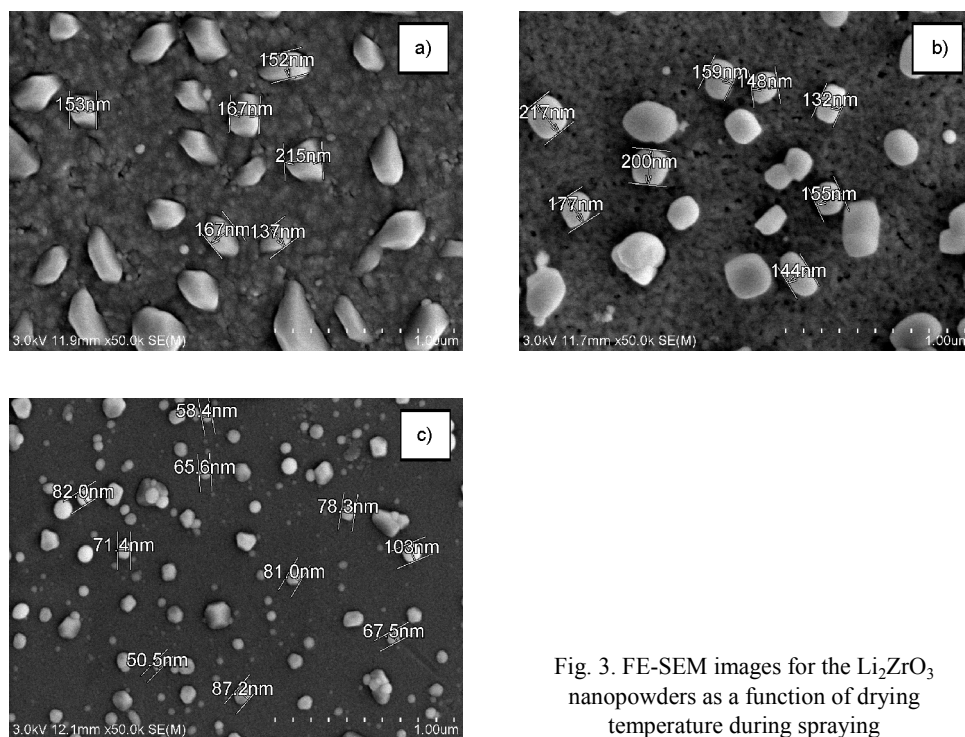 a)
152nm
153nm
167nm
215nm
167nm 137nm
3.0kV 11.9mm x50.0k SE(M)
1.00um
b)
159nm
148nm
132nm
217nm
200nm
155nm
177nm
144nm
3.0kV 11.7mm x50.0k SE(M)
1.00um
c)
58.4nm
65.6nm
82.0nm
78.3nm
71.4nm
103nm
81.0nm
67.5nm
50.5nm
87.2nm
3.0kV 12.1mm x50.0k SE(M)
1.00um
Fig. 3. FE-SEM images for the Li₂ZrO₃
nanopowders as a function of drying
temperature during spraying